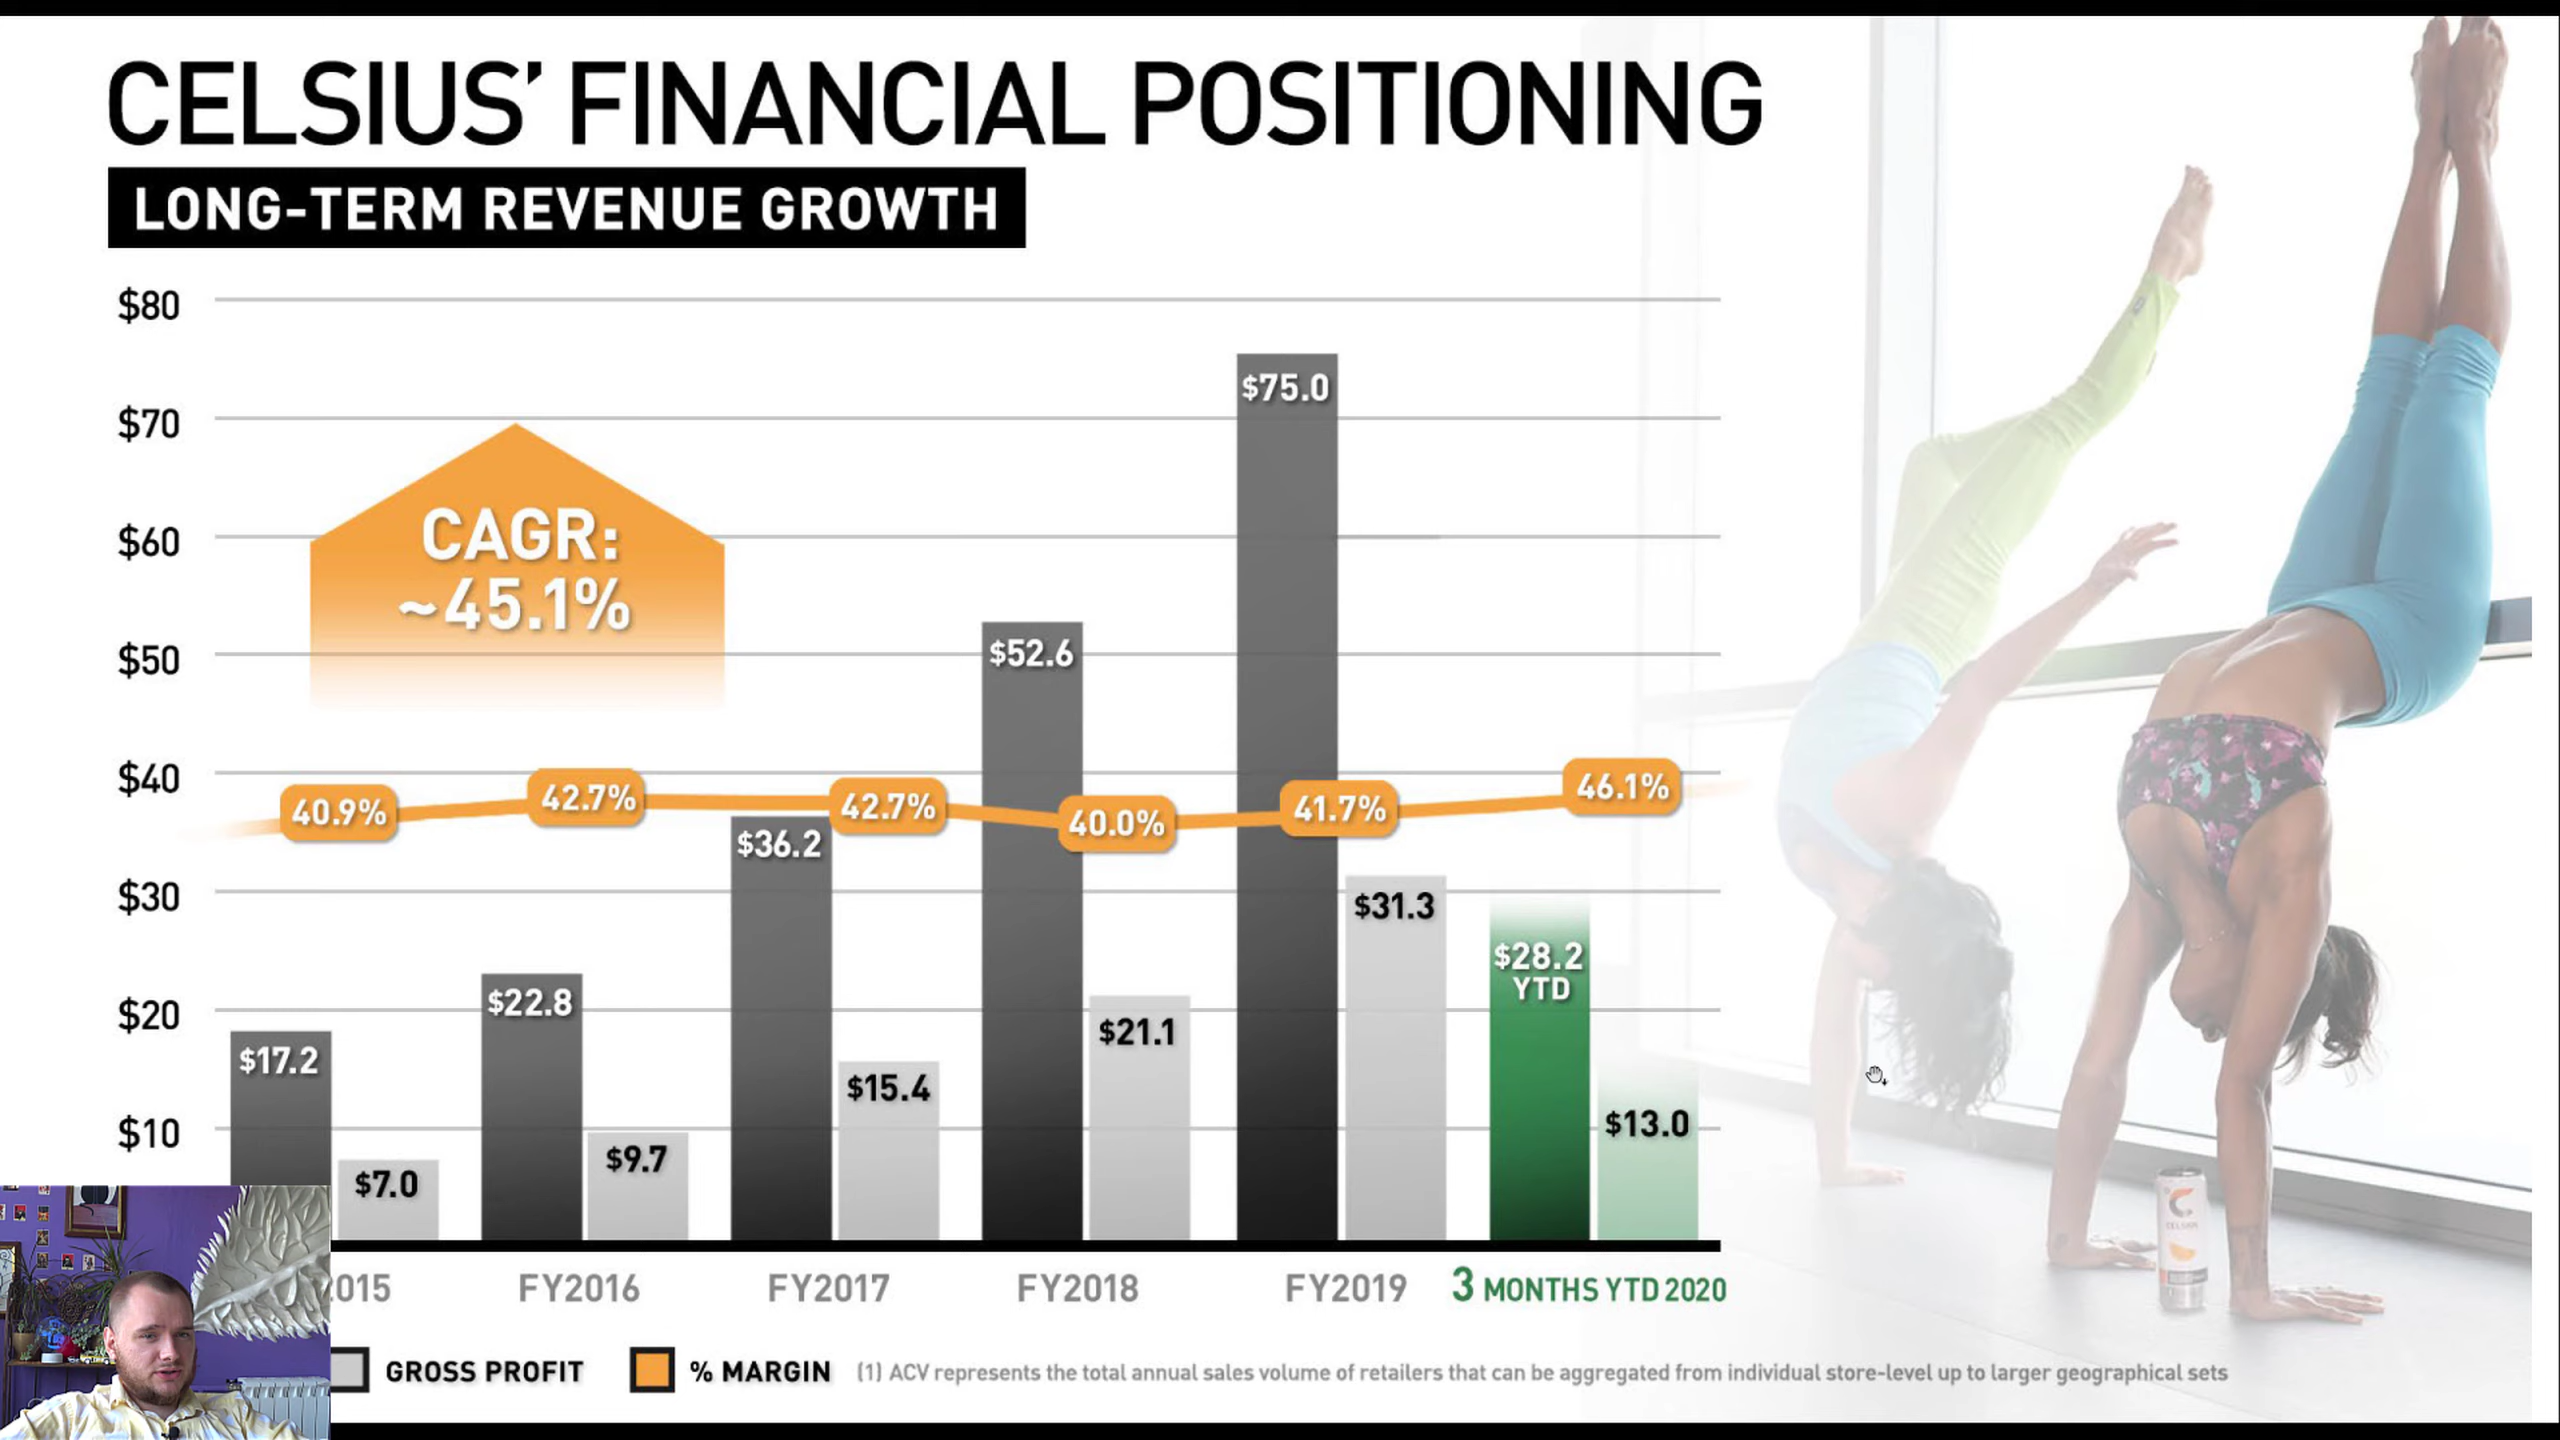 CELSIUS' FINANCIAL POSITIONING
LONG-TERM REVENUE GROWTH
$80
$70
$60
$50
$40
$30
$20
$10
CAGR:
~45.1%
40.9%
42.7%
42.7%
40.0%
41.7%
46.1%
$17.2
$7.0
$22.8
$9.7
$36.2
$15.4
$52.6
$21.1
$75.0
$31.3
$28.2
YTD
$13.0
2015
FY2016
FY2017
FY2018
FY2019
3 MONTHS YTD 2020
GROSS PROFIT
% MARGIN
(1) ACV represents the total annual sales volume of retailers that can be aggregated from individual store-level up to larger geographical sets
CELSIUS